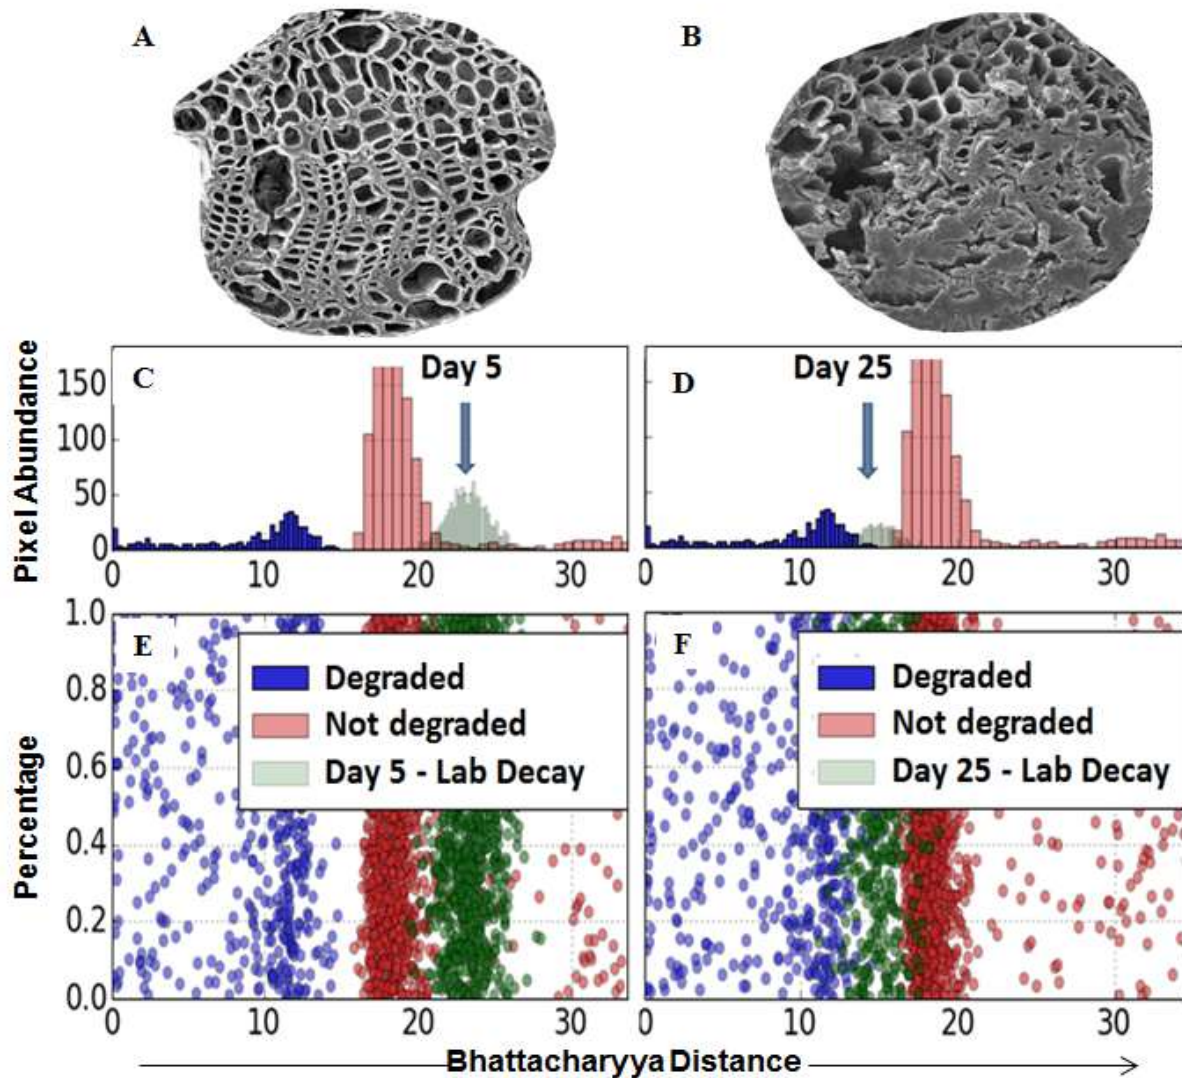 A
B
Pixel Abundance
150
100
50
0
C
Day 5
0 10 20 30
D
Day 25
0 10 20 30
Percentage
1.0
0.8
0.6
0.4
0.2
0.0
E
Degraded
Not degraded
Day 5 - Lab Decay
0 10 20 30
F
Degraded
Not degraded
Day 25 - Lab Decay
0 10 20 30
Bhattacharyya Distance